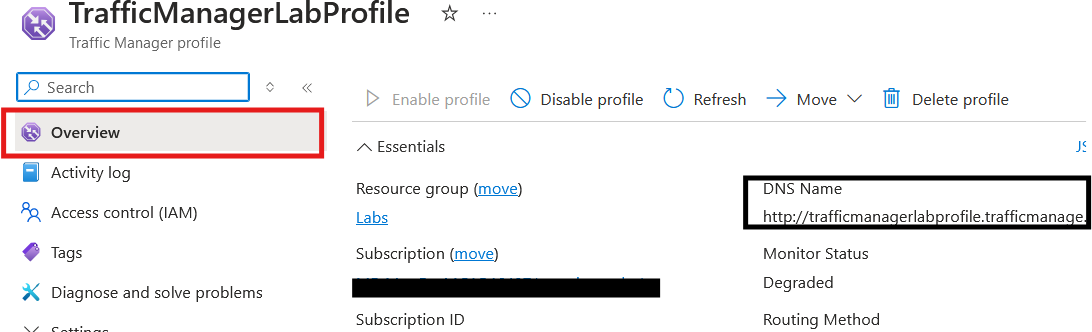 TrafficManagerLabProfile
Traffic Manager profile
Search
Enable profile Disable profile Refresh Move Delete profile
Overview
Activity log
Access control (IAM)
Tags
Diagnose and solve problems
Settings
Essentials
JS
Resource group (move)
Labs
Subscription (move)
Subscription ID
DNS Name
http://trafficmanagerlabprofile.trafficmanage.
Monitor Status
Degraded
Routing Method